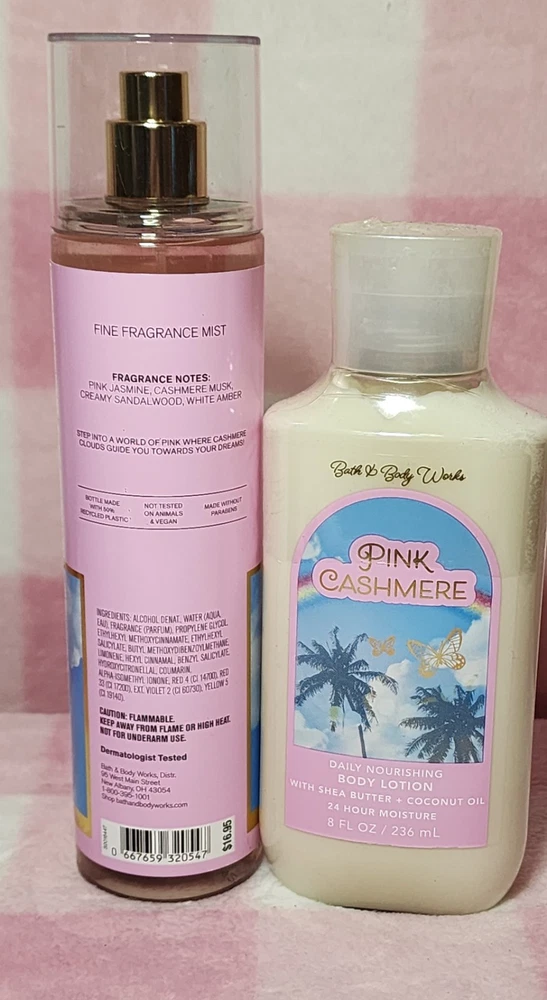 FINE FRAGRANCE MIST
FRAGRANCE NOTES:
PINK JASMINE, CASHMERE MUSK,
CREAMY SANDALWOOD, WHITE AMBER
STEP INTO A WORLD OF PINK WHERE CASHMERE
CLOUDS GUIDE YOU TOWARDS YOUR DREAMS!
BOTTLE MADE
WITH 50%
RECYCLED PLASTIC
NOT TESTED
ON ANIMALS
& VEGAN
MADE WITHOUT
PARABENS
INGREDIENTS: ALCOHOL DENAT., WATER (AQUA,
EAU), FRAGRANCE (PARFUM), PROPYLENE GLYCOL,
ETHYLHEXYL METHOXYCINNAMATE, ETHYLHEXYL
SALICYLATE, BUTYL METHOXYDIBENZOYLMETHANE,
LIMONENE, HEXYL CINNAMAL, BENZYL SALICYLATE,
HYDROXYCITRONELLAL, COUMARIN,
ALPHA-ISOMETHYL IONONE, RED 4 (CI 14700), RED
33 (CI 17200), EXT. VIOLET 2 (CI 60730), YELLOW 5
(CI 19140).
CAUTION: FLAMMABLE.
KEEP AWAY FROM FLAME OR HIGH HEAT.
NOT FOR UNDERARM USE.
Dermatologist Tested
Bath & Body Works, Distr.
95 West Main Street
New Albany, OH 43054
1-800-395-1001
Shop bathandbodyworks.com
0 667659 320547
$16.95
Bath & Body Works
PINK
CASHMERE
DAILY NOURISHING
BODY LOTION
WITH SHEA BUTTER + COCONUT OIL
24 HOUR MOISTURE
8 FL OZ / 236 mL